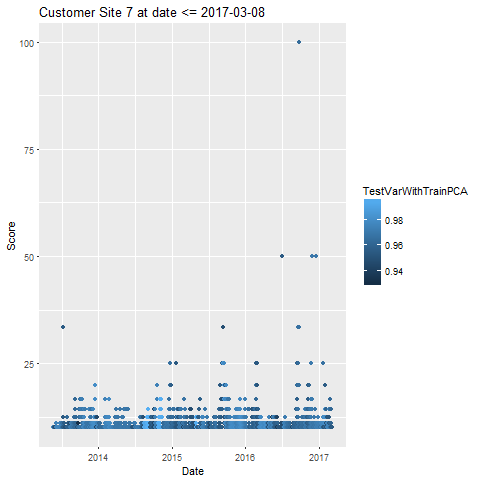 Customer Site 7 at date <= 2017-03-08
100
75
50
25
Score
2014
2015
2016
2017
Date
TestVarWithTrainPCA
0.98
0.96
0.94